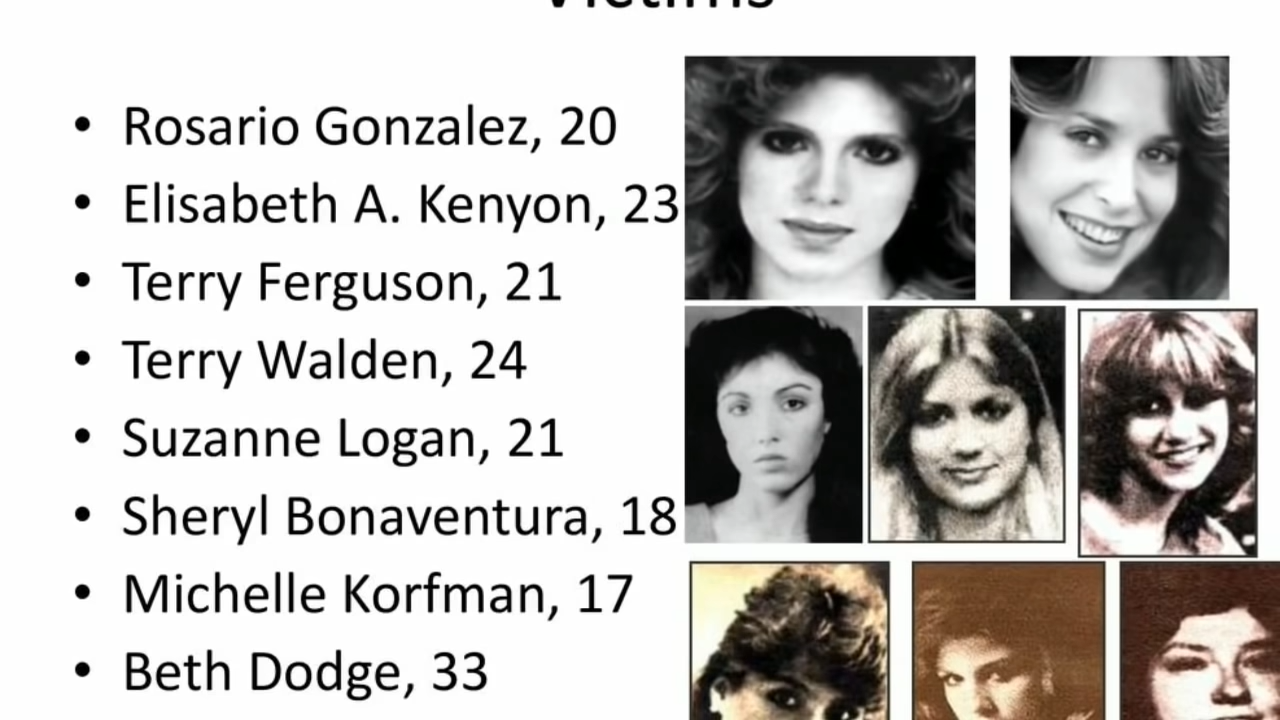 Victims
• Rosario Gonzalez, 20
• Elisabeth A. Kenyon, 23
• Terry Ferguson, 21
• Terry Walden, 24
• Suzanne Logan, 21
• Sheryl Bonaventura, 18
• Michelle Korfman, 17
• Beth Dodge, 33